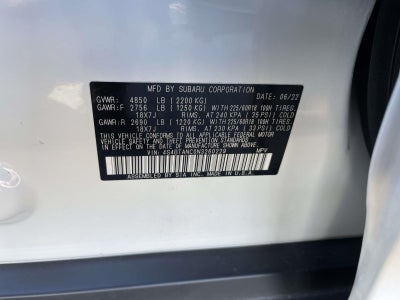 MFD BY SUBARU CORPORATION DATE: 06/22
GVWR: 4850 LB (2200 KG)
GAWR:F 2756 LB (1250 KG) WITH 225/60R18 100H TIRES,
18X7J RIMS, AT 240 KPA ( 35 PSI) COLD.
GAWR:R 2690 LB (1220 KG) WITH 225/60R18 100H TIRES,
18X7J RIMS, AT 230 KPA ( 33 PSI) COLD.
THIS VEHICLE CONFORMS TO ALL APPLICABLE FEDERAL MOTOR
VEHICLE SAFETY AND THEFT PREVENTION STANDARDS IN
EFFECT ON THE DATE OF MANUFACTURE SHOWN ABOVE.
VIN: MPV
ASSEMBLED BY SIA INC. IN U.S.A.